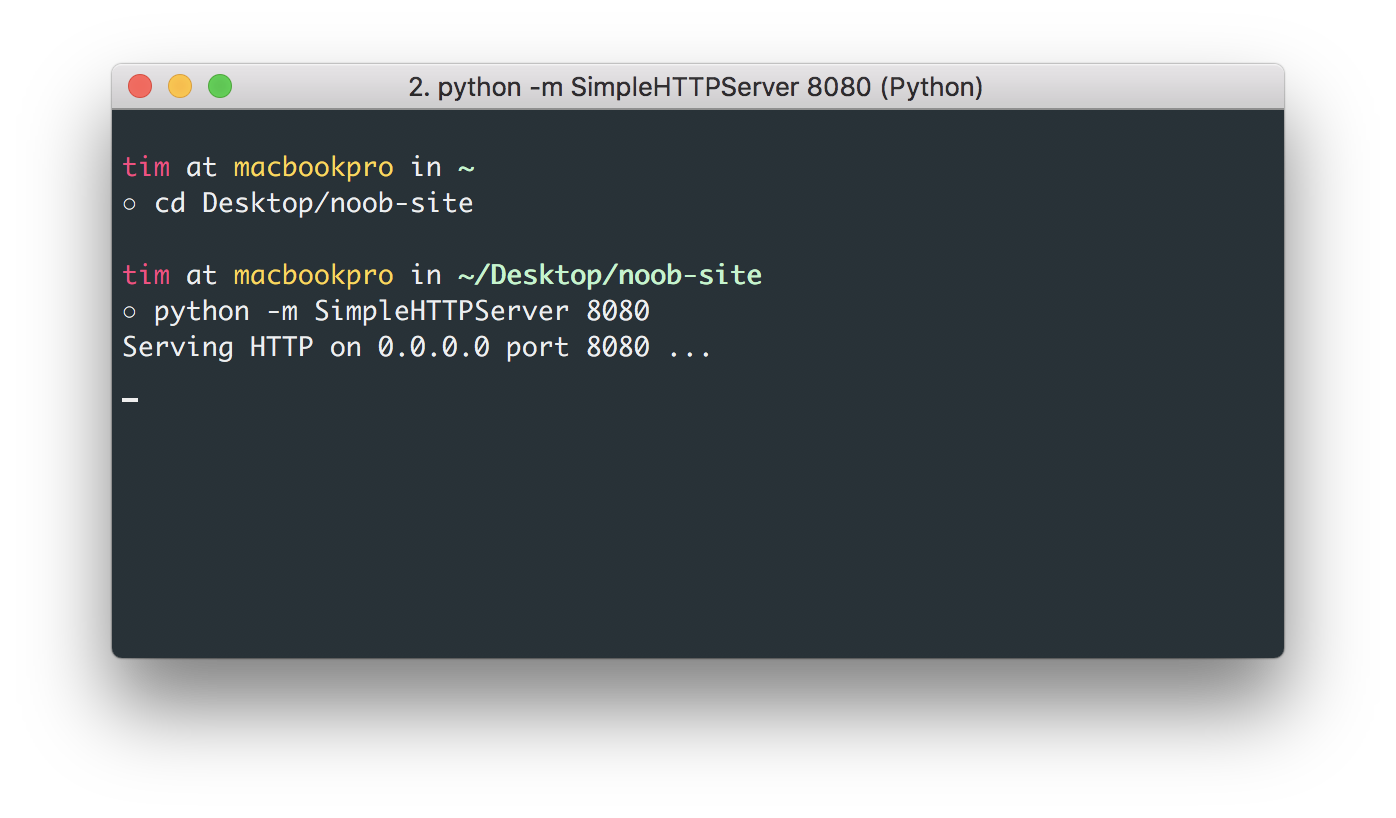 2. python -m SimpleHTTPServer 8080 (Python)
tim at macbookpro in ~
○ cd Desktop/noob-site
tim at macbookpro in ~/Desktop/noob-site
○ python -m SimpleHTTPServer 8080
Serving HTTP on 0.0.0.0 port 8080 ...